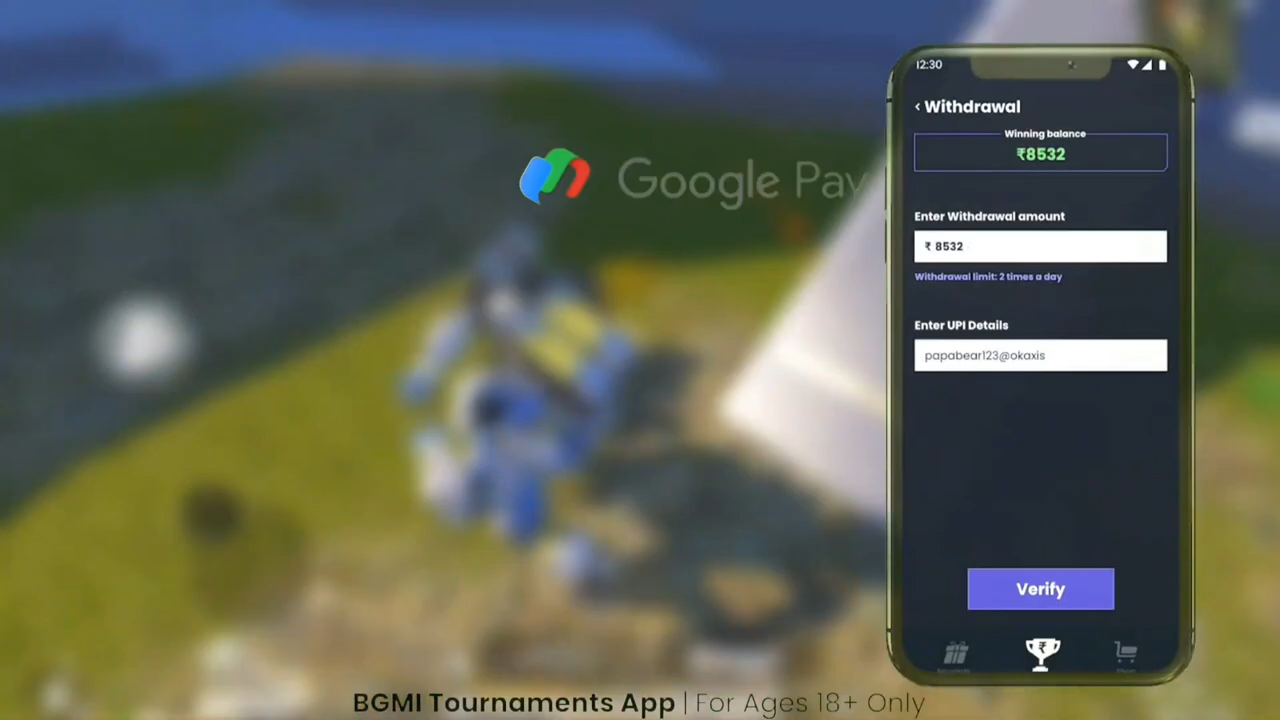 Google Pay
12:30
‹ Withdrawal
Winning balance
₹8532
Enter Withdrawal amount
₹ 8532
Withdrawal limit: 2 times a day
Enter UPI Details
papabear123@okaxis
Verify
BGMI Tournaments App | For Ages 18+ Only